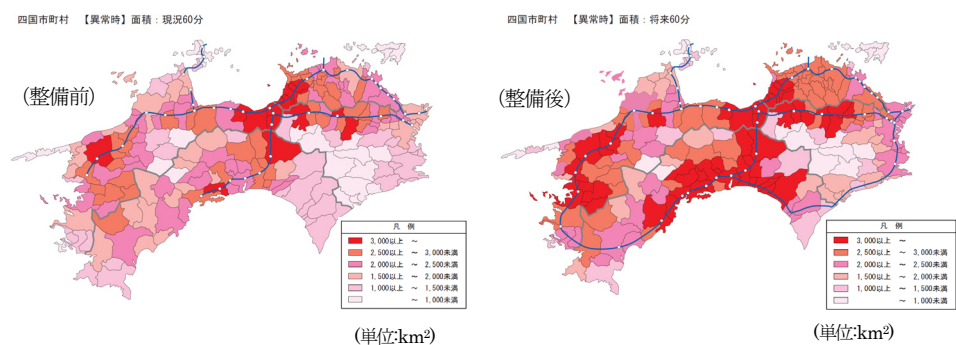 四国市町村 【異常時】面積:現況60分
(整備前)
凡 例
3,000以上 ~
2,500以上 ~ 3,000未満
2,000以上 ~ 2,500未満
1,500以上 ~ 2,000未満
1,000以上 ~ 1,500未満
~ 1,000未満
(単位:km²)
四国市町村 【異常時】面積:将来60分
(整備後)
凡 例
3,000以上 ~
2,500以上 ~ 3,000未満
2,000以上 ~ 2,500未満
1,500以上 ~ 2,000未満
1,000以上 ~ 1,500未満
~ 1,000未満
(単位:km²)